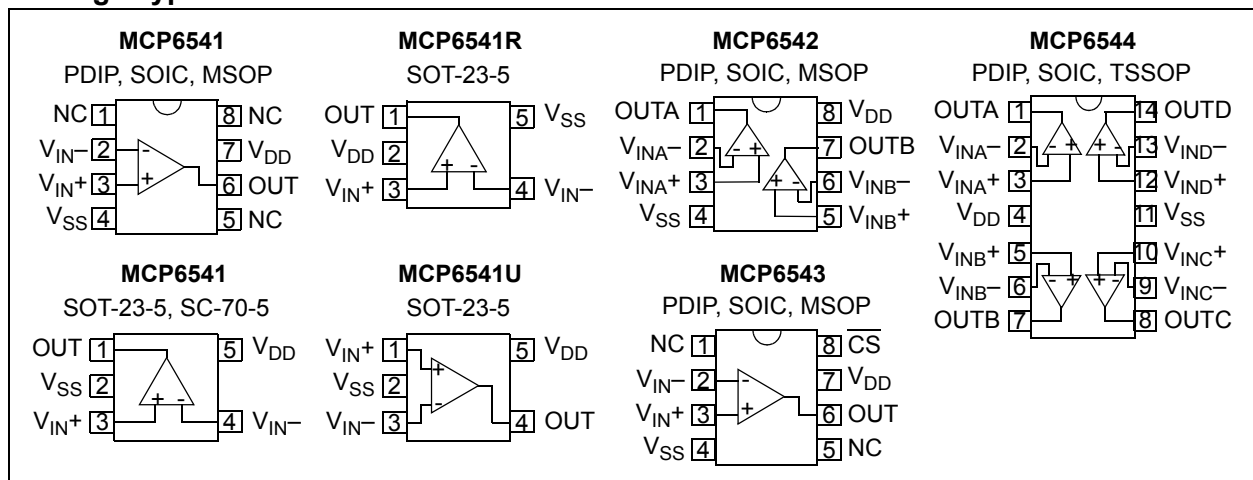 MCP6541
PDIP, SOIC, MSOP
NC 1
8 NC
VIN– 2
7 VDD
VIN+ 3
6 OUT
VSS 4
5 NC
-
+
MCP6541R
SOT-23-5
OUT 1
5 VSS
VDD 2
VIN+ 3
4 VIN–
+ -
MCP6542
PDIP, SOIC, MSOP
OUTA 1
8 VDD
VINA– 2
7 OUTB
VINA+ 3
6 VINB–
VSS 4
5 VINB+
- +
+ -
MCP6544
PDIP, SOIC, TSSOP
OUTA 1
14 OUTD
VINA– 2
13 VIND–
VINA+ 3
12 VIND+
VDD 4
11 VSS
VINB+ 5
10 VINC+
VINB– 6
9 VINC–
OUTB 7
8 OUTC
- +
+ -
- +
+ -
MCP6541
SOT-23-5, SC-70-5
OUT 1
5 VDD
VSS 2
VIN+ 3
4 VIN–
+ -
MCP6541U
SOT-23-5
VIN+ 1
5 VDD
VSS 2
VIN– 3
4 OUT
+
-
MCP6543
PDIP, SOIC, MSOP
NC 1
8 CS
VIN– 2
7 VDD
VIN+ 3
6 OUT
VSS 4
5 NC
-
+